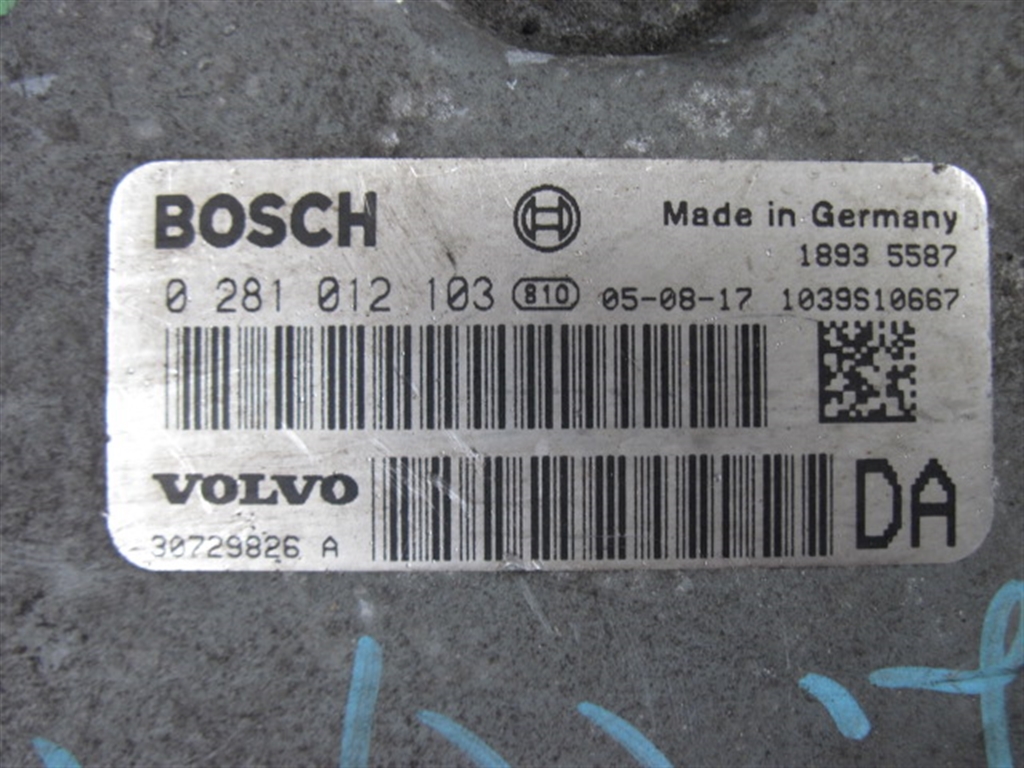 BOSCH
Made in Germany
1893 5587
0 281 012 103 810 05-08-17 1039S10667
VOLVO
30729826 A
DA